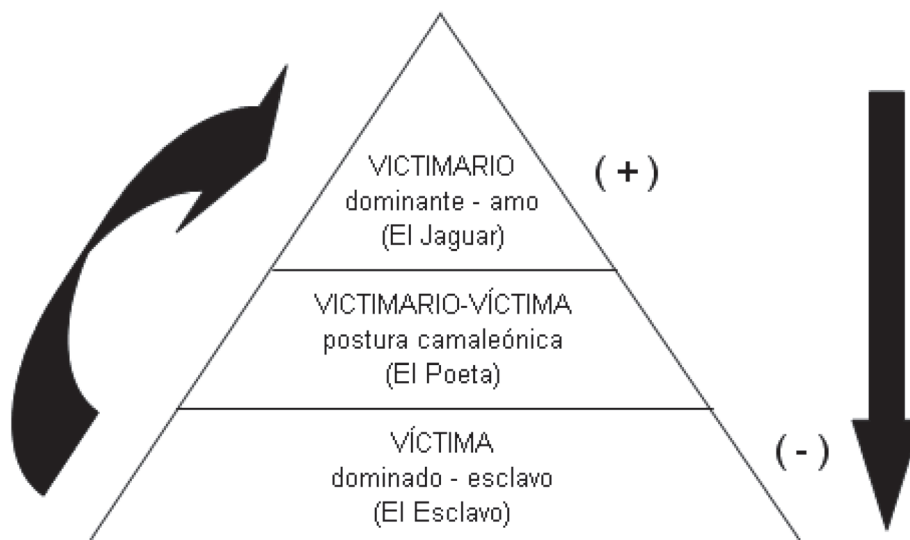 VICTIMARIO
dominante - amo
(El Jaguar)
(+)
VICTIMARIO-VÍCTIMA
postura camaleónica
(El Poeta)
VÍCTIMA
dominado - esclavo
(El Esclavo)
(-)